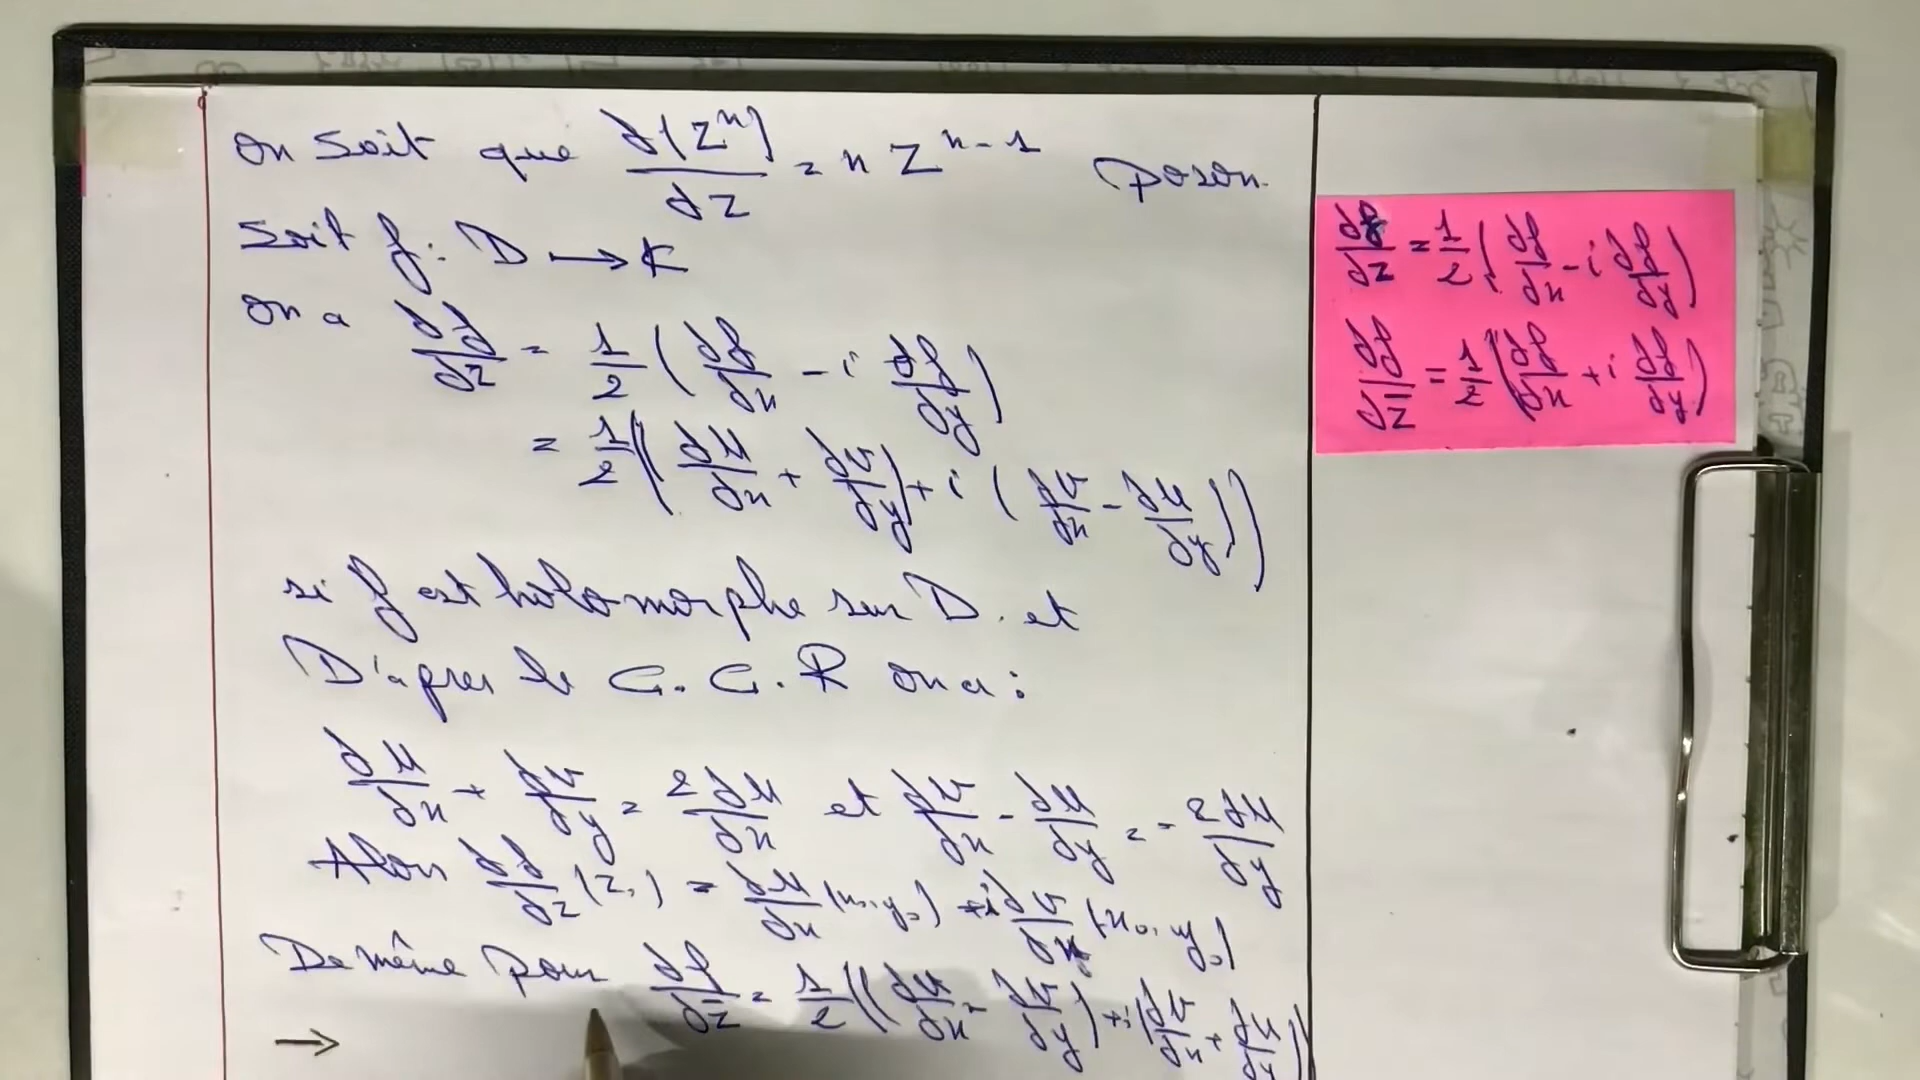 on sait que ∂(Z^n)/∂Z = n Z^{n-1} Poson
Soit f: D → ℂ
on a ∂f/∂z = 1/2 ( ∂f/∂x - i ∂f/∂y )
= 1/2 (( ∂u/∂x + ∂v/∂y ) + i ( ∂v/∂x - ∂u/∂y ))
si f est holomorphe sur D. et
D'apres le C.C.R on a :
∂u/∂x + ∂v/∂y = 2∂u/∂x et ∂v/∂x - ∂u/∂y = - 2∂u/∂y
Alors ∂f/∂z (z₀) = ∂u/∂x (x₀, y₀) + i ∂v/∂x (x₀, y₀)
De même pour ∂f/∂z̄ = 1/2 (( ∂u/∂x - ∂v/∂y ) + i ( ∂v/∂x + ∂u/∂y ))
→
∂f/∂z = 1/2 ( ∂f/∂x - i ∂f/∂y )
∂f/∂z̄ = 1/2 ( ∂f/∂x + i ∂f/∂y )